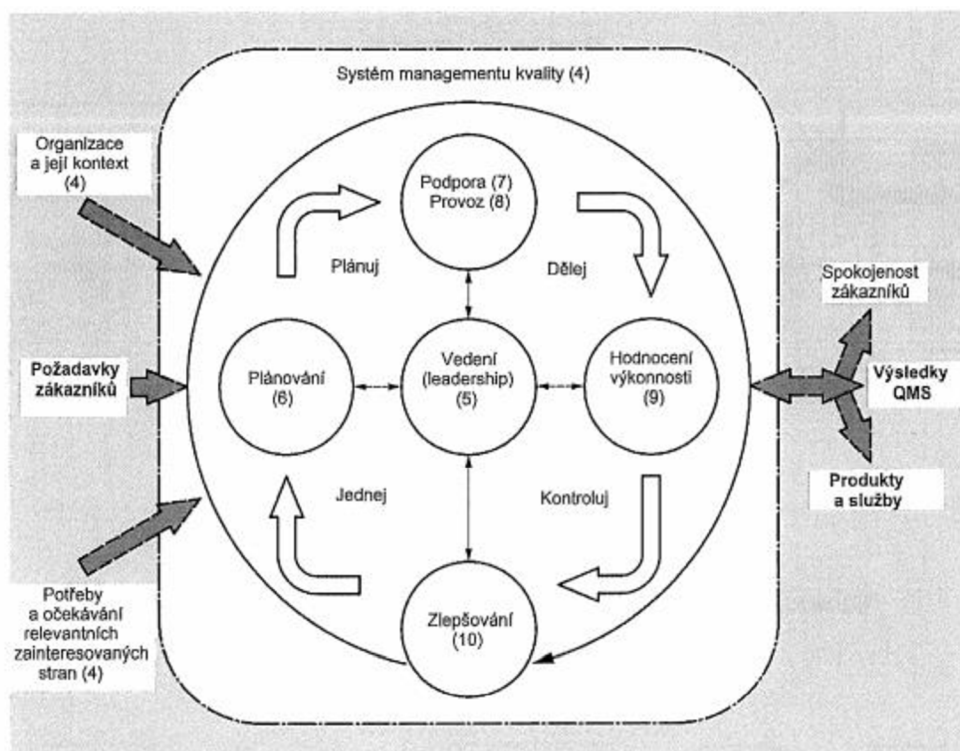 Systém managementu kvality (4)
Organizace
a její kontext
(4)
Podpora (7)
Provoz (8)
Plánuj
Dělej
Spokojenost
zákazníků
Požadavky
zákazníků
Plánování
(6)
Vedení
(leadership)
(5)
Hodnocení
výkonnosti
(9)
Výsledky
QMS
Jednej
Kontroluj
Produkty
a služby
Potřeby
a očekávání
relevantních
zainteresovaných
stran (4)
Zlepšování
(10)